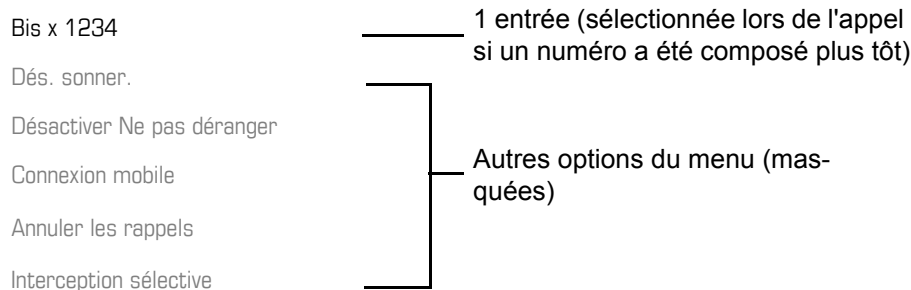 Bis x 1234
1 entrée (sélectionnée lors de l'appel
si un numéro a été composé plus tôt)
Dés. sonner.
Désactiver Ne pas déranger
Connexion mobile
Annuler les rappels
Interception sélective
Autres options du menu (mas-
quées)